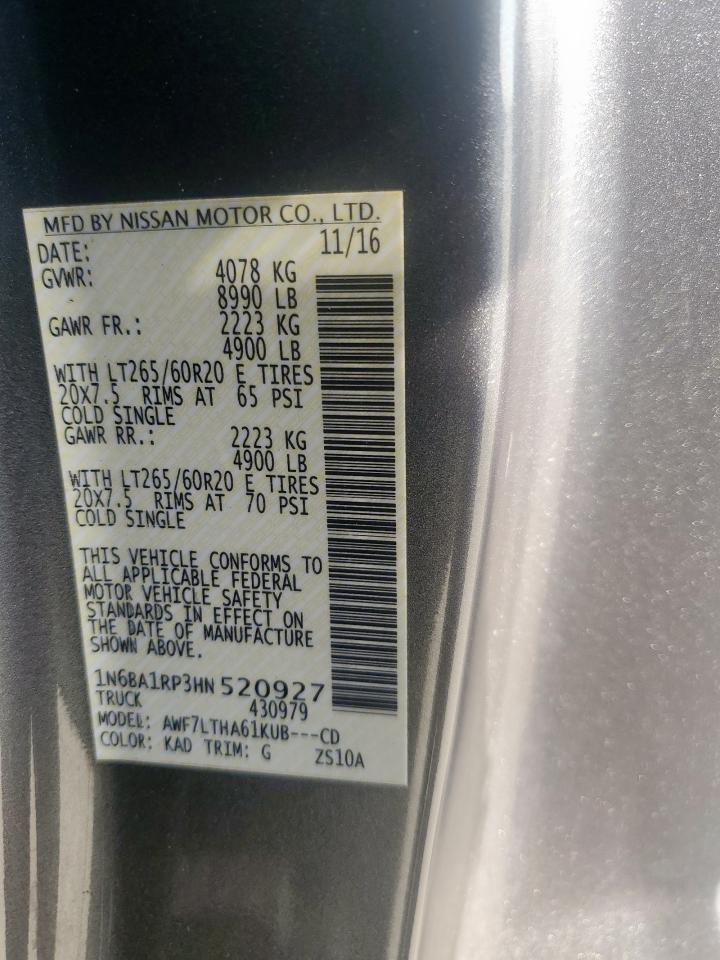 MFD BY NISSAN MOTOR CO., LTD.
DATE: 11/16
GVWR: 4078 KG
8990 LB
GAWR FR.: 2223 KG
4900 LB
WITH LT265/60R20 E TIRES
20X7.5 RIMS AT 65 PSI
COLD SINGLE
GAWR RR.: 2223 KG
4900 LB
WITH LT265/60R20 E TIRES
20X7.5 RIMS AT 70 PSI
COLD SINGLE
THIS VEHICLE CONFORMS TO
ALL APPLICABLE FEDERAL
MOTOR VEHICLE SAFETY
STANDARDS IN EFFECT ON
THE DATE OF MANUFACTURE
SHOWN ABOVE.
1N6BA1RP3HN520927
TRUCK 430979
MODEL: AWF7LTHA61KUB---CD
COLOR: KAD TRIM: G ZS10A